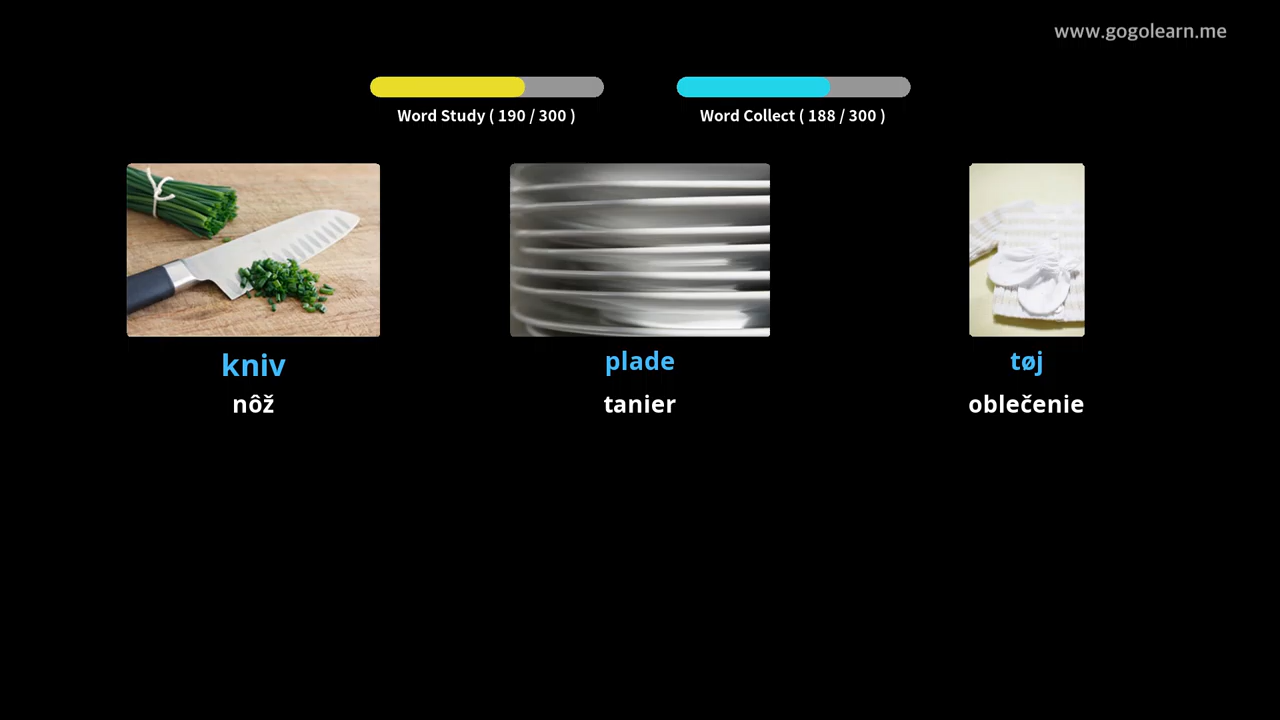 www.gogolearn.me
Word Study ( 190 / 300 )
Word Collect ( 188 / 300 )
kniv
nôž
plade
tanier
tøj
oblečenie